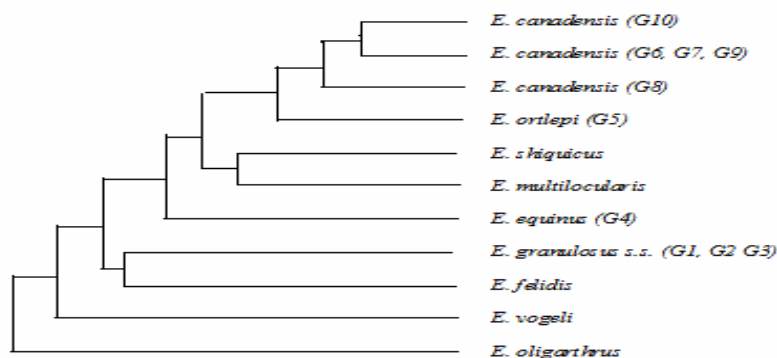 E. canadensis (G10)
E. canadensis (G6, G7, G9)
E. canadensis (G8)
E. ortlepi (G5)
E. shiquicus
E. multilocularis
E. equinus (G4)
E. granulosus s.s. (G1, G2 G3)
E. felidis
E. vogeli
E. oligarthrus